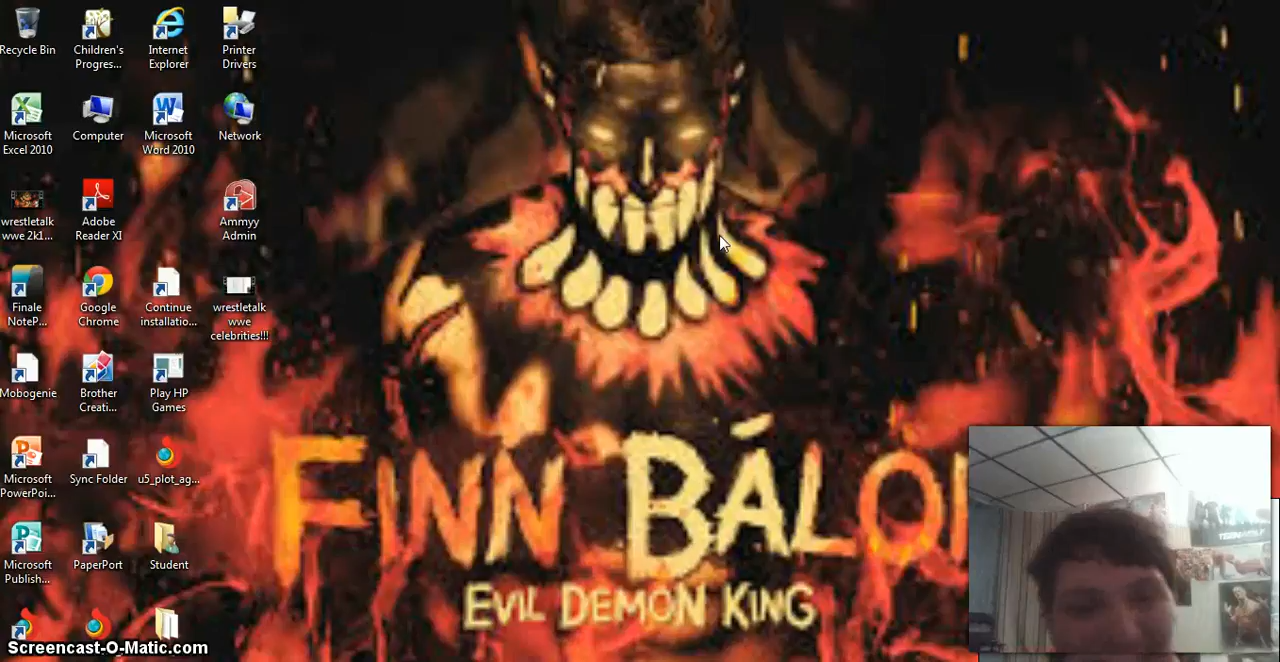 Recycle Bin
Children's
Progres...
Internet
Explorer
Printer
Drivers
Microsoft
Excel 2010
Computer
Microsoft
Word 2010
Network
wrestletalk
wwe 2k1...
Adobe
Reader XI
Ammyy
Admin
Finale
NoteP...
Google
Chrome
Continue
installatio...
wrestletalk
wwe
celebrities!!!
Mobogenie
Brother
Creati...
Play HP
Games
Microsoft
PowerPoi...
Sync Folder
u5_plot_ag...
Microsoft
Publish...
PaperPort
Student
FINN BÁLO
EVIL DEMON KING
Screencast-O-Matic.com